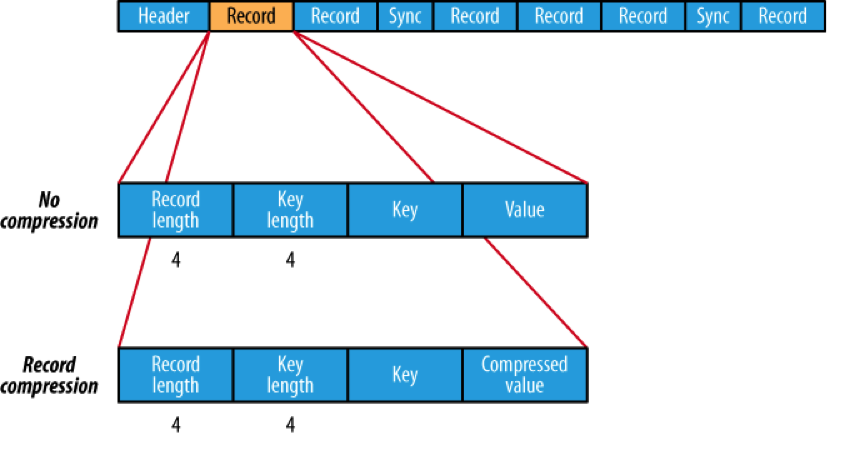 Header Record Record Sync Record Record Record Sync Record
No
compression
Record
length
Key
length
Key
Value
4 4
Record
compression
Record
length
Key
length
Key
Compressed
value
4 4